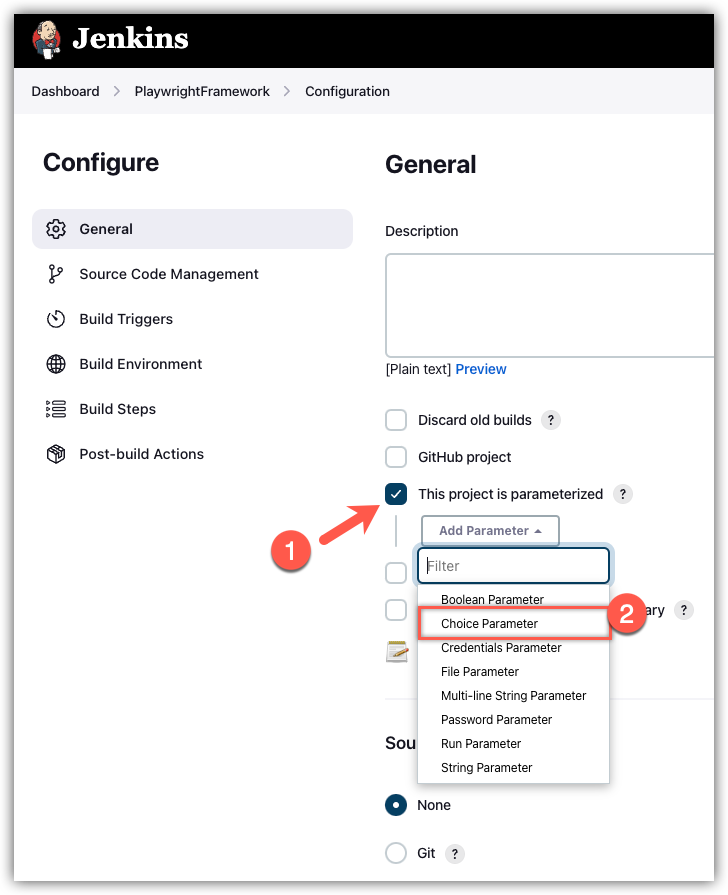 Jenkins
Dashboard > PlaywrightFramework > Configuration
Configure
General
Source Code Management
Build Triggers
Build Environment
Build Steps
Post-build Actions
General
Description
[Plain text] Preview
Discard old builds ?
GitHub project
This project is parameterized ?
1
Add Parameter
Filter
Boolean Parameter
Choice Parameter
2
Credentials Parameter
File Parameter
Multi-line String Parameter
Password Parameter
Run Parameter
String Parameter
ary ?
Sou
None
Git ?